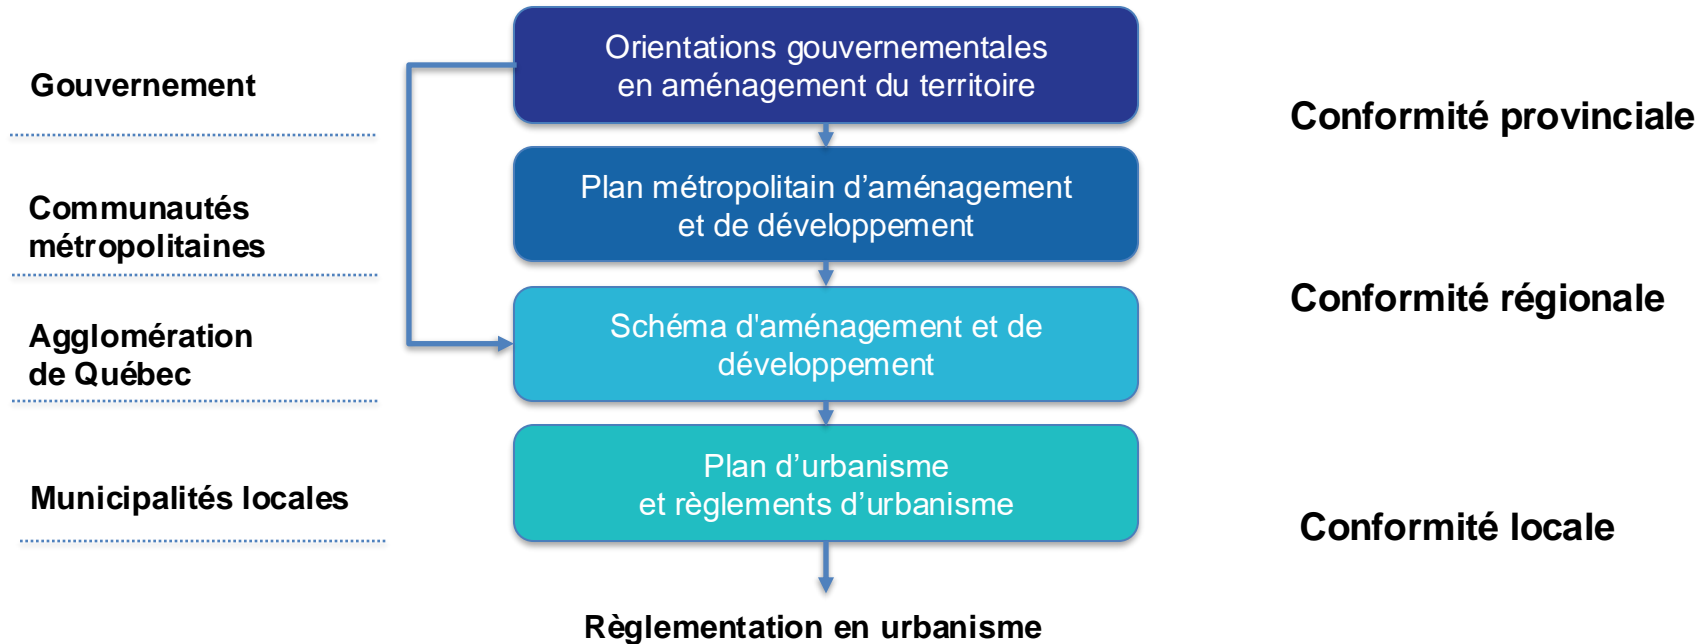 Gouvernement
Orientations gouvernementales
en aménagement du territoire
Conformité provinciale
Communautés
métropolitaines
Plan métropolitain d’aménagement
et de développement
Conformité régionale
Agglomération
de Québec
Schéma d'aménagement et de
développement
Municipalités locales
Plan d’urbanisme
et règlements d’urbanisme
Conformité locale
Règlementation en urbanisme